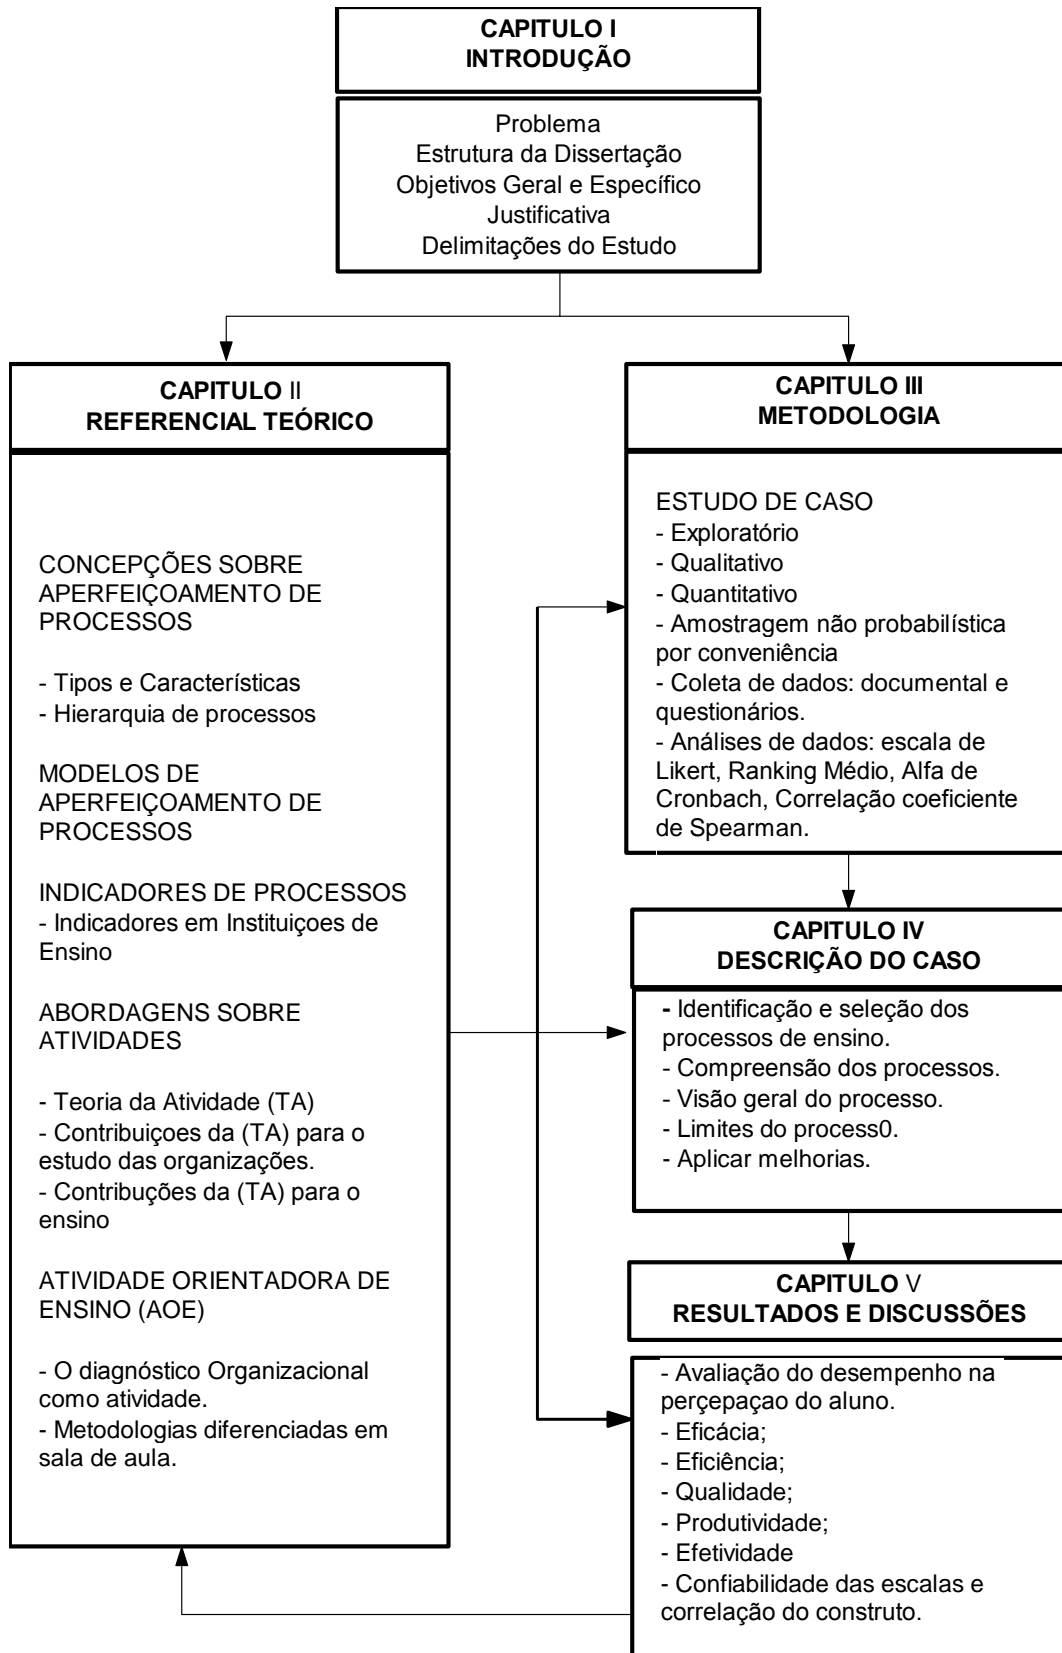 CAPITULO I
INTRODUÇÃO
Problema
Estrutura da Dissertação
Objetivos Geral e Específico
Justificativa
Delimitações do Estudo
CAPITULO II
REFERENCIAL TEÓRICO
CONCEPÇÕES SOBRE
APERFEIÇOAMENTO DE
PROCESSOS
- Tipos e Características
- Hierarquia de processos
MODELOS DE
APERFEIÇOAMENTO DE
PROCESSOS
INDICADORES DE PROCESSOS
- Indicadores em Instituiçoes de
Ensino
ABORDAGENS SOBRE
ATIVIDADES
- Teoria da Atividade (TA)
- Contribuiçoes da (TA) para o
estudo das organizações.
- Contribuções da (TA) para o
ensino
ATIVIDADE ORIENTADORA DE
ENSINO (AOE)
- O diagnóstico Organizacional
como atividade.
- Metodologias diferenciadas em
sala de aula.
CAPITULO III
METODOLOGIA
ESTUDO DE CASO
- Exploratório
- Qualitativo
- Quantitativo
- Amostragem não probabilística
por conveniência
- Coleta de dados: documental e
questionários.
- Análises de dados: escala de
Likert, Ranking Médio, Alfa de
Cronbach, Correlação coeficiente
de Spearman.
CAPITULO IV
DESCRIÇÃO DO CASO
- Identificação e seleção dos
processos de ensino.
- Compreensão dos processos.
- Visão geral do processo.
- Limites do process0.
- Aplicar melhorias.
CAPITULO V
RESULTADOS E DISCUSSÕES
- Avaliação do desempenho na
perçepaçao do aluno.
- Eficácia;
- Eficiência;
- Qualidade;
- Produtividade;
- Efetividade
- Confiabilidade das escalas e
correlação do construto.